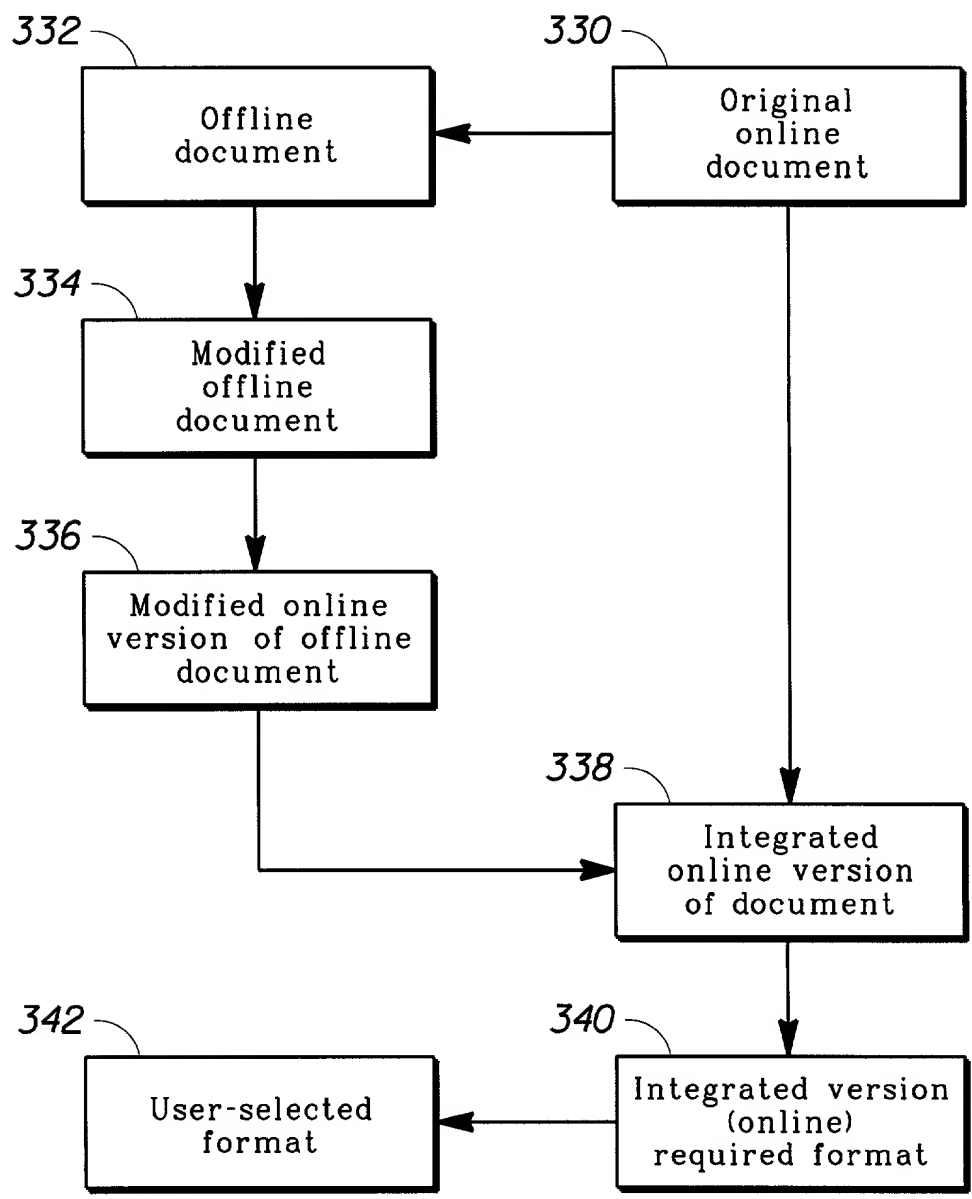 332
330
Offline
document
Original
online
document
334
Modified
offline
document
336
Modified online
version of offline
document
338
Integrated
online version
of document
342
340
User-selected
format
Integrated version
(online)
required format